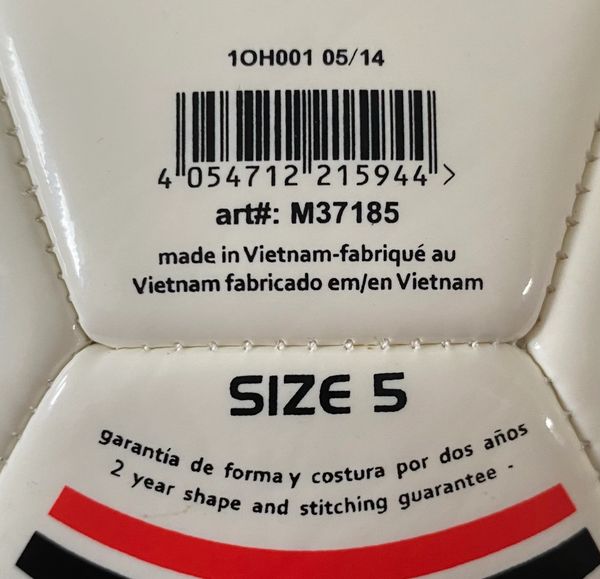 1OH001 05/14
4 054712 215944 >
art#: M37185
made in Vietnam-fabriqué au
Vietnam fabricado em/en Vietnam
SIZE 5
garantía de forma y costura por dos años
2 year shape and stitching guarantee -